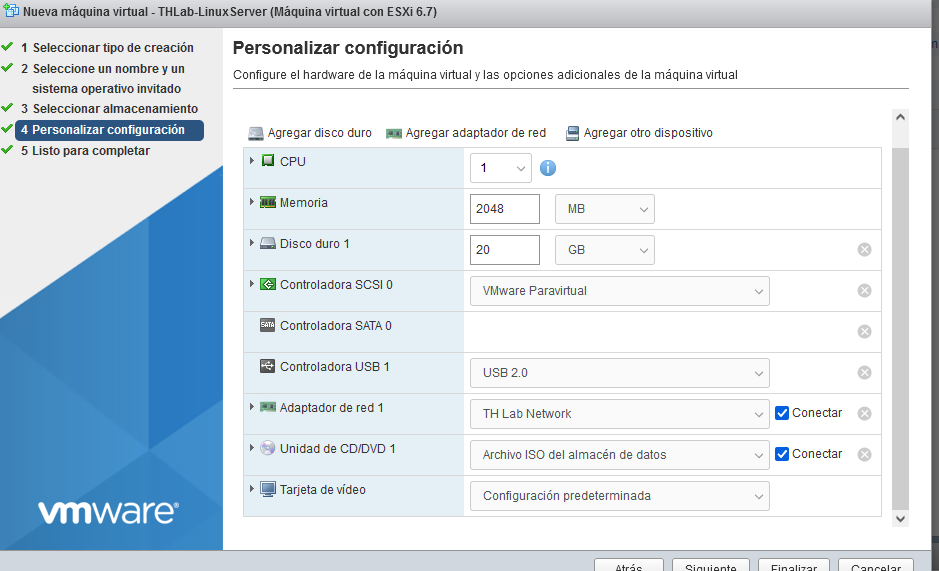 Nueva máquina virtual - THLab-LinuxServer (Máquina virtual con ESXi 6.7)
1 Seleccionar tipo de creación
2 Seleccione un nombre y un
sistema operativo invitado
3 Seleccionar almacenamiento
4 Personalizar configuración
5 Listo para completar
vmware®
Personalizar configuración
Configure el hardware de la máquina virtual y las opciones adicionales de la máquina virtual
Agregar disco duro Agregar adaptador de red Agregar otro dispositivo
CPU 1
Memoria 2048 MB
Disco duro 1 20 GB
Controladora SCSI 0 VMware Paravirtual
SATA Controladora SATA 0
Controladora USB 1 USB 2.0
Adaptador de red 1 TH Lab Network Conectar
Unidad de CD/DVD 1 Archivo ISO del almacén de datos Conectar
Tarjeta de vídeo Configuración predeterminada
Atrás Siguiente Finalizar Cancelar